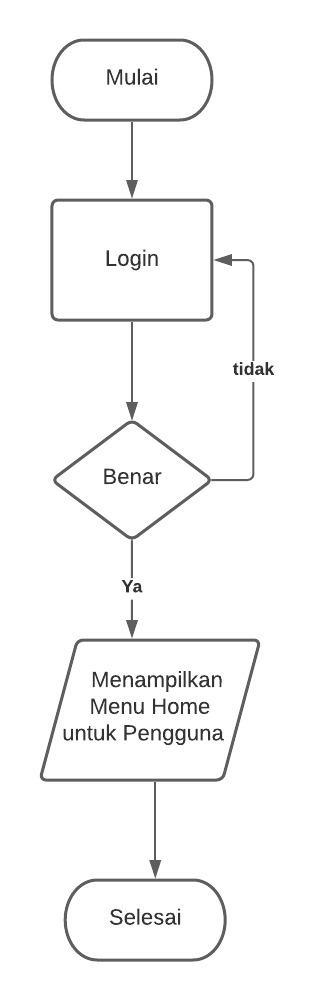 Mulai
Login
tidak
Benar
Ya
Menampilkan
Menu Home
untuk Pengguna
Selesai